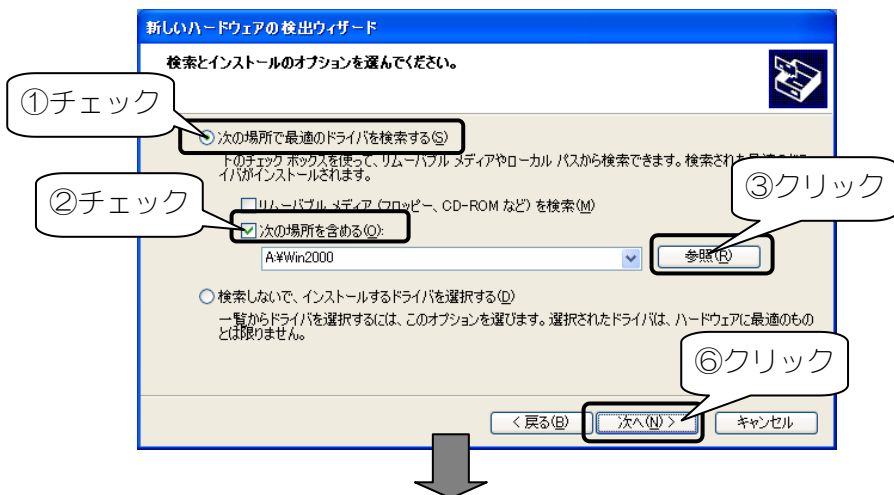 新しいハードウェアの検出ウィザード
検索とインストールのオプションを選んでください。
①チェック
次の場所で最適のドライバを検索する(S)
下のチェック ボックスを使って、リムーバブル メディアやローカル パスから検索できます。検索された
イバがインストールされます。
②チェック
③クリック
リムーバブル メディア (フロッピー、CD-ROM など) を検索(M)
次の場所を含める(O):
A:¥Win2000
参照(R)
検索しないで、インストールするドライバを選択する(D)
一覧からドライバを選択するには、このオプションを選びます。選択されたドライバは、ハードウェアに最適のもの
とは限りません。
⑥クリック
< 戻る(B)
次へ(N) >
キャンセル